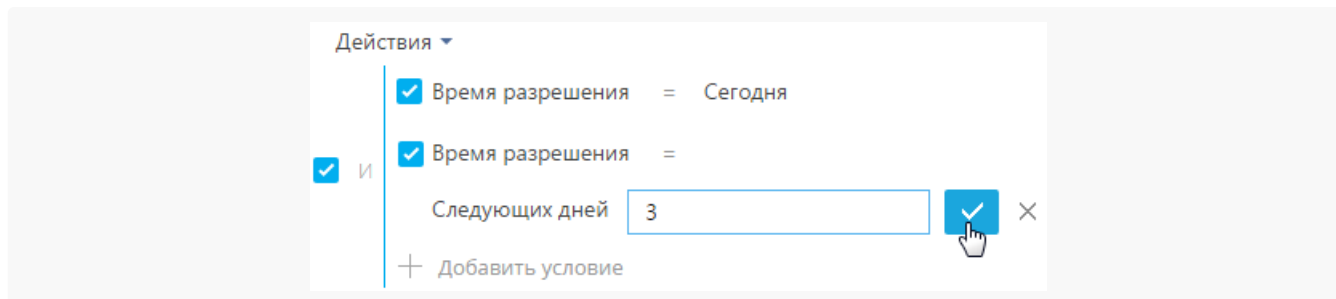 Действия
Время разрешения = Сегодня
Время разрешения =
И
Следующих дней 3
Добавить условие